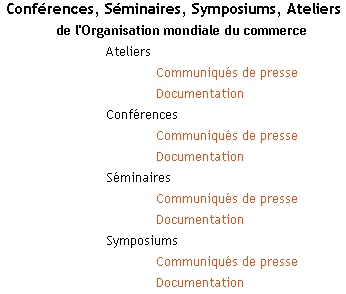 Conférences, Séminaires, Symposiums, Ateliers
de l'Organisation mondiale du commerce
Ateliers
Communiqués de presse
Documentation
Conférences
Communiqués de presse
Documentation
Séminaires
Communiqués de presse
Documentation
Symposiums
Communiqués de presse
Documentation